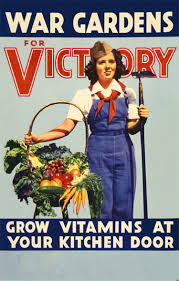 WAR GARDENS
FOR
VICTORY
GROW VITAMINS AT
YOUR KITCHEN DOOR